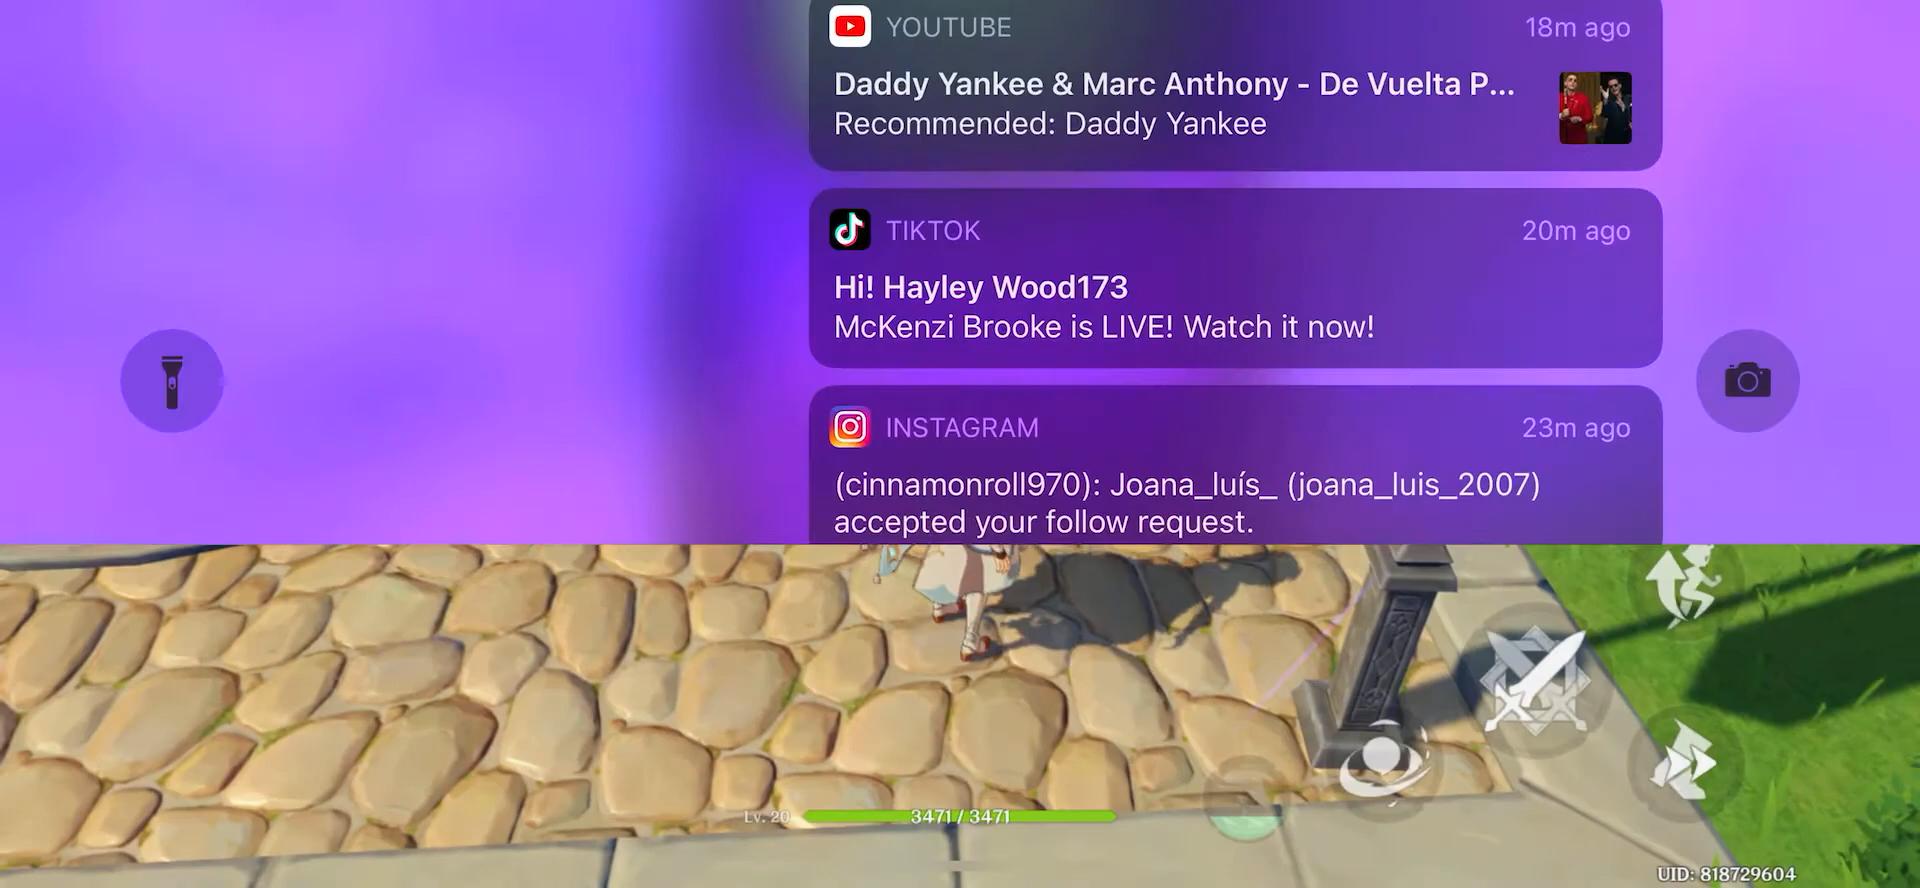 YOUTUBE
18m ago
Daddy Yankee & Marc Anthony - De Vuelta P...
Recommended: Daddy Yankee
TIKTOK
20m ago
Hi! Hayley Wood173
McKenzi Brooke is LIVE! Watch it now!
INSTAGRAM
23m ago
(cinnamonroll970): Joana_luís_ (joana_luis_2007)
accepted your follow request.
Lv. 20
3471 / 3471
UID: 818729604